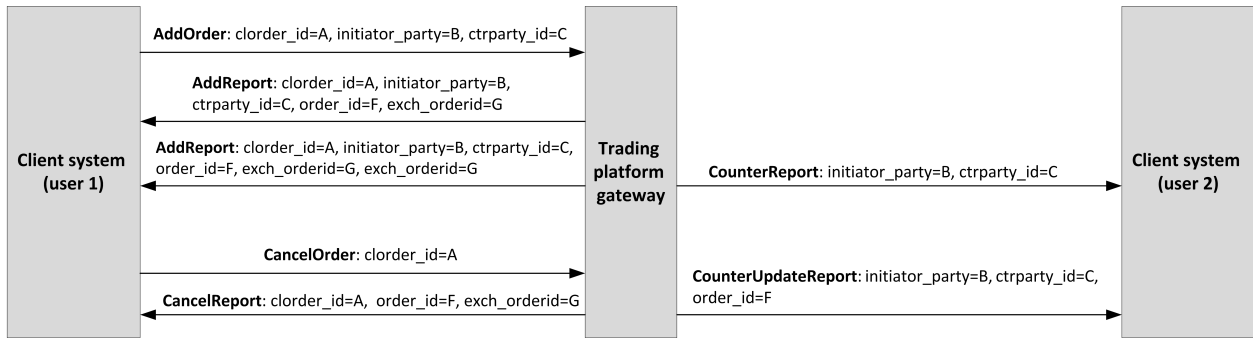 AddOrder: clorder_id=A, initiator_party=B, ctrparty_id=C
AddReport: clorder_id=A, initiator_party=B,
ctrparty_id=C, order_id=F, exch_orderid=G
AddReport: clorder_id=A, initiator_party=B, ctrparty_id=C,
order_id=F, exch_orderid=G, exch_orderid=G
Client system
(user 1)
Trading
platform
gateway
CounterReport: initiator_party=B, ctrparty_id=C
Client system
(user 2)
CancelOrder: clorder_id=A
CounterUpdateReport: initiator_party=B, ctrparty_id=C,
order_id=F
CancelReport: clorder_id=A, order_id=F, exch_orderid=G